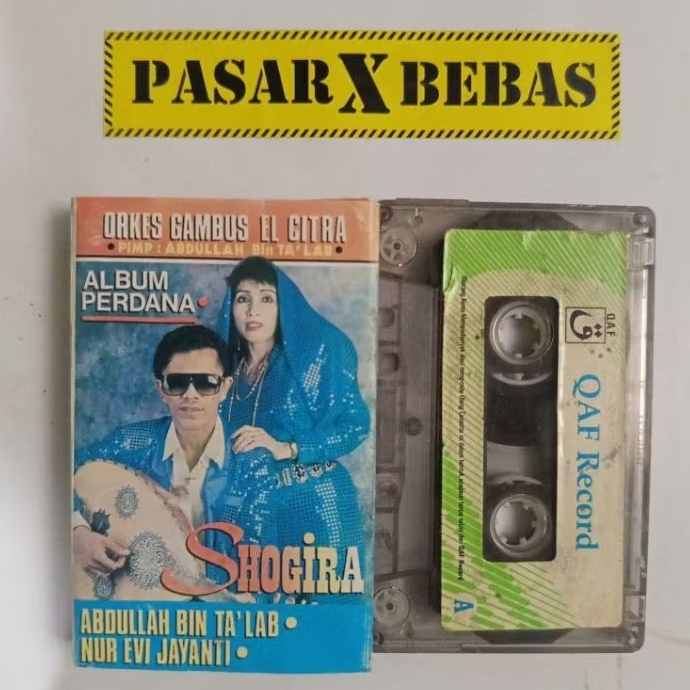 PASAR X BEBAS
ORKES GAMBUS EL GITRA
• PIMP : ABDULLAH Bin TA'LAB •
ALBUM
PERDANA •
SHOGIRA
ABDULLAH BIN TA'LAB •
NUR EVI JAYANTI •
QAF
QAF Record
A